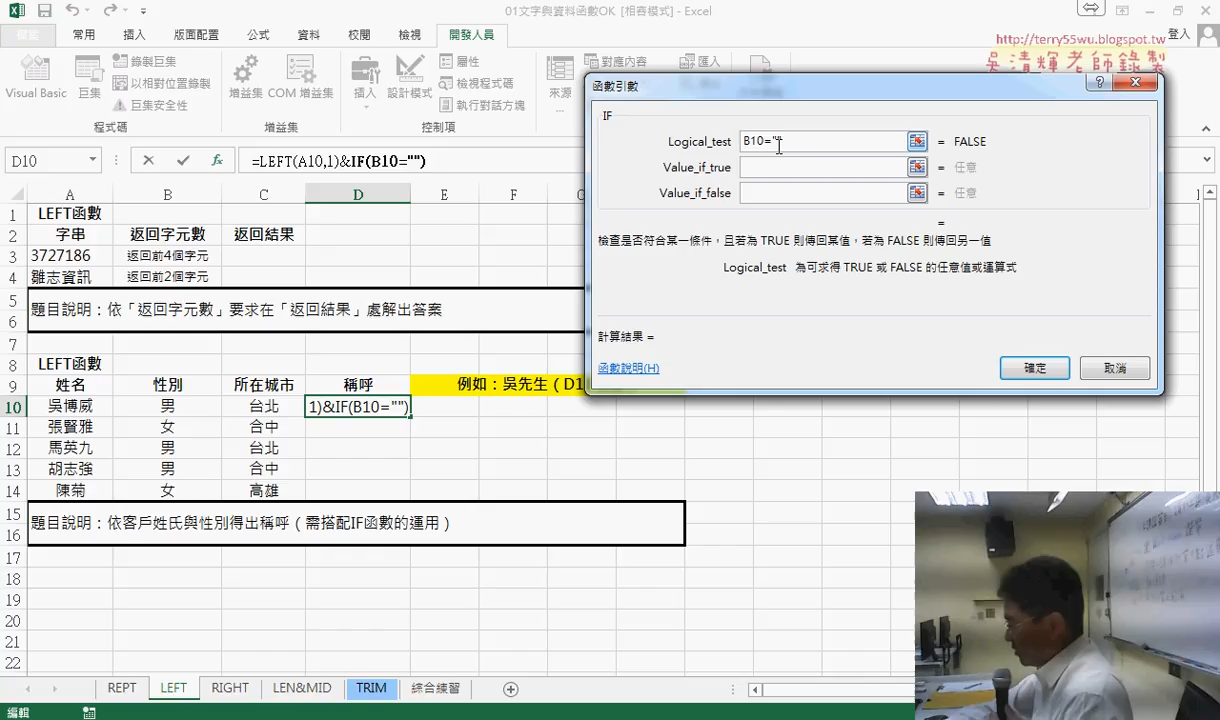 01文字與資料函數OK [相容模式] - Excel
http://terry55wu.blogspot.tw
登入
吳清輝老師錄製
檔案 常用 插入 版面配置 公式 資料 校閱 檢視 開發人員
Visual Basic 巨集 錄製巨集 以相對位置錄製 巨集安全性
增益集 COM 增益集 插入 設計模式 屬性 檢視程式碼 執行對話方塊
來源 對應內容 匯入
程式碼 增益集 控制項
D10 =LEFT(A10,1)&IF(B10="")
函數引數
IF
Logical_test B10="" = FALSE
Value_if_true = 任意
Value_if_false = 任意
=
檢查是否符合某一條件，且若為 TRUE 則傳回某值，若為 FALSE 則傳回另一值
Logical_test 為可求得 TRUE 或 FALSE 的任意值或運算式
計算結果 =
函數說明(H) 確定 取消
A B C D E F
1 LEFT函數
2 字串 返回字元數 返回結果
3 3727186 返回前4個字元
4 雛志資訊 返回前2個字元
5
題目說明：依「返回字元數」要求在「返回結果」處解出答案
6
7
8 LEFT函數
9 姓名 性別 所在城市 稱呼 例如：吳先生（D1
10 吳博威 男 台北 1)&IF(B10="")
11 張賢雅 女 台中
12 馬英九 男 台北
13 胡志強 男 台中
14 陳菊 女 高雄
15
題目說明：依客戶姓氏與性別得出稱呼（需搭配IF函數的運用）
16
17
18
19
20
21
22
REPT LEFT RIGHT LEN&MID TRIM 綜合練習
編輯